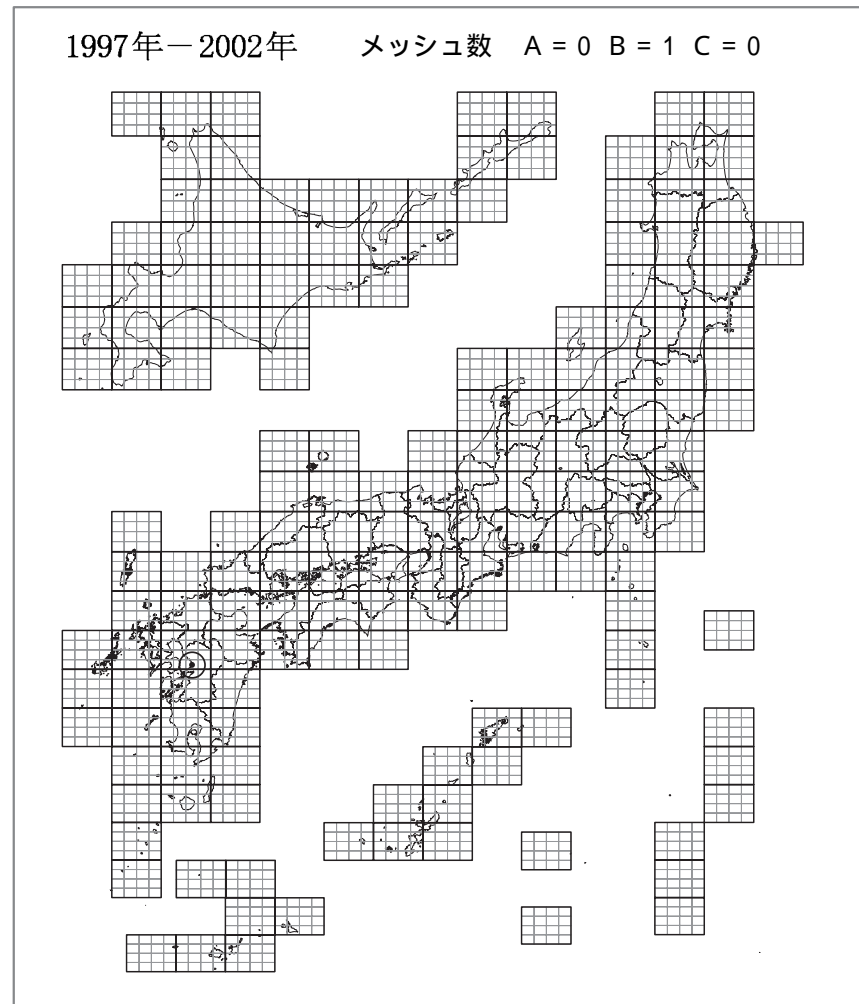 1997年－2002年 メッシュ数 A = 0 B = 1 C = 0